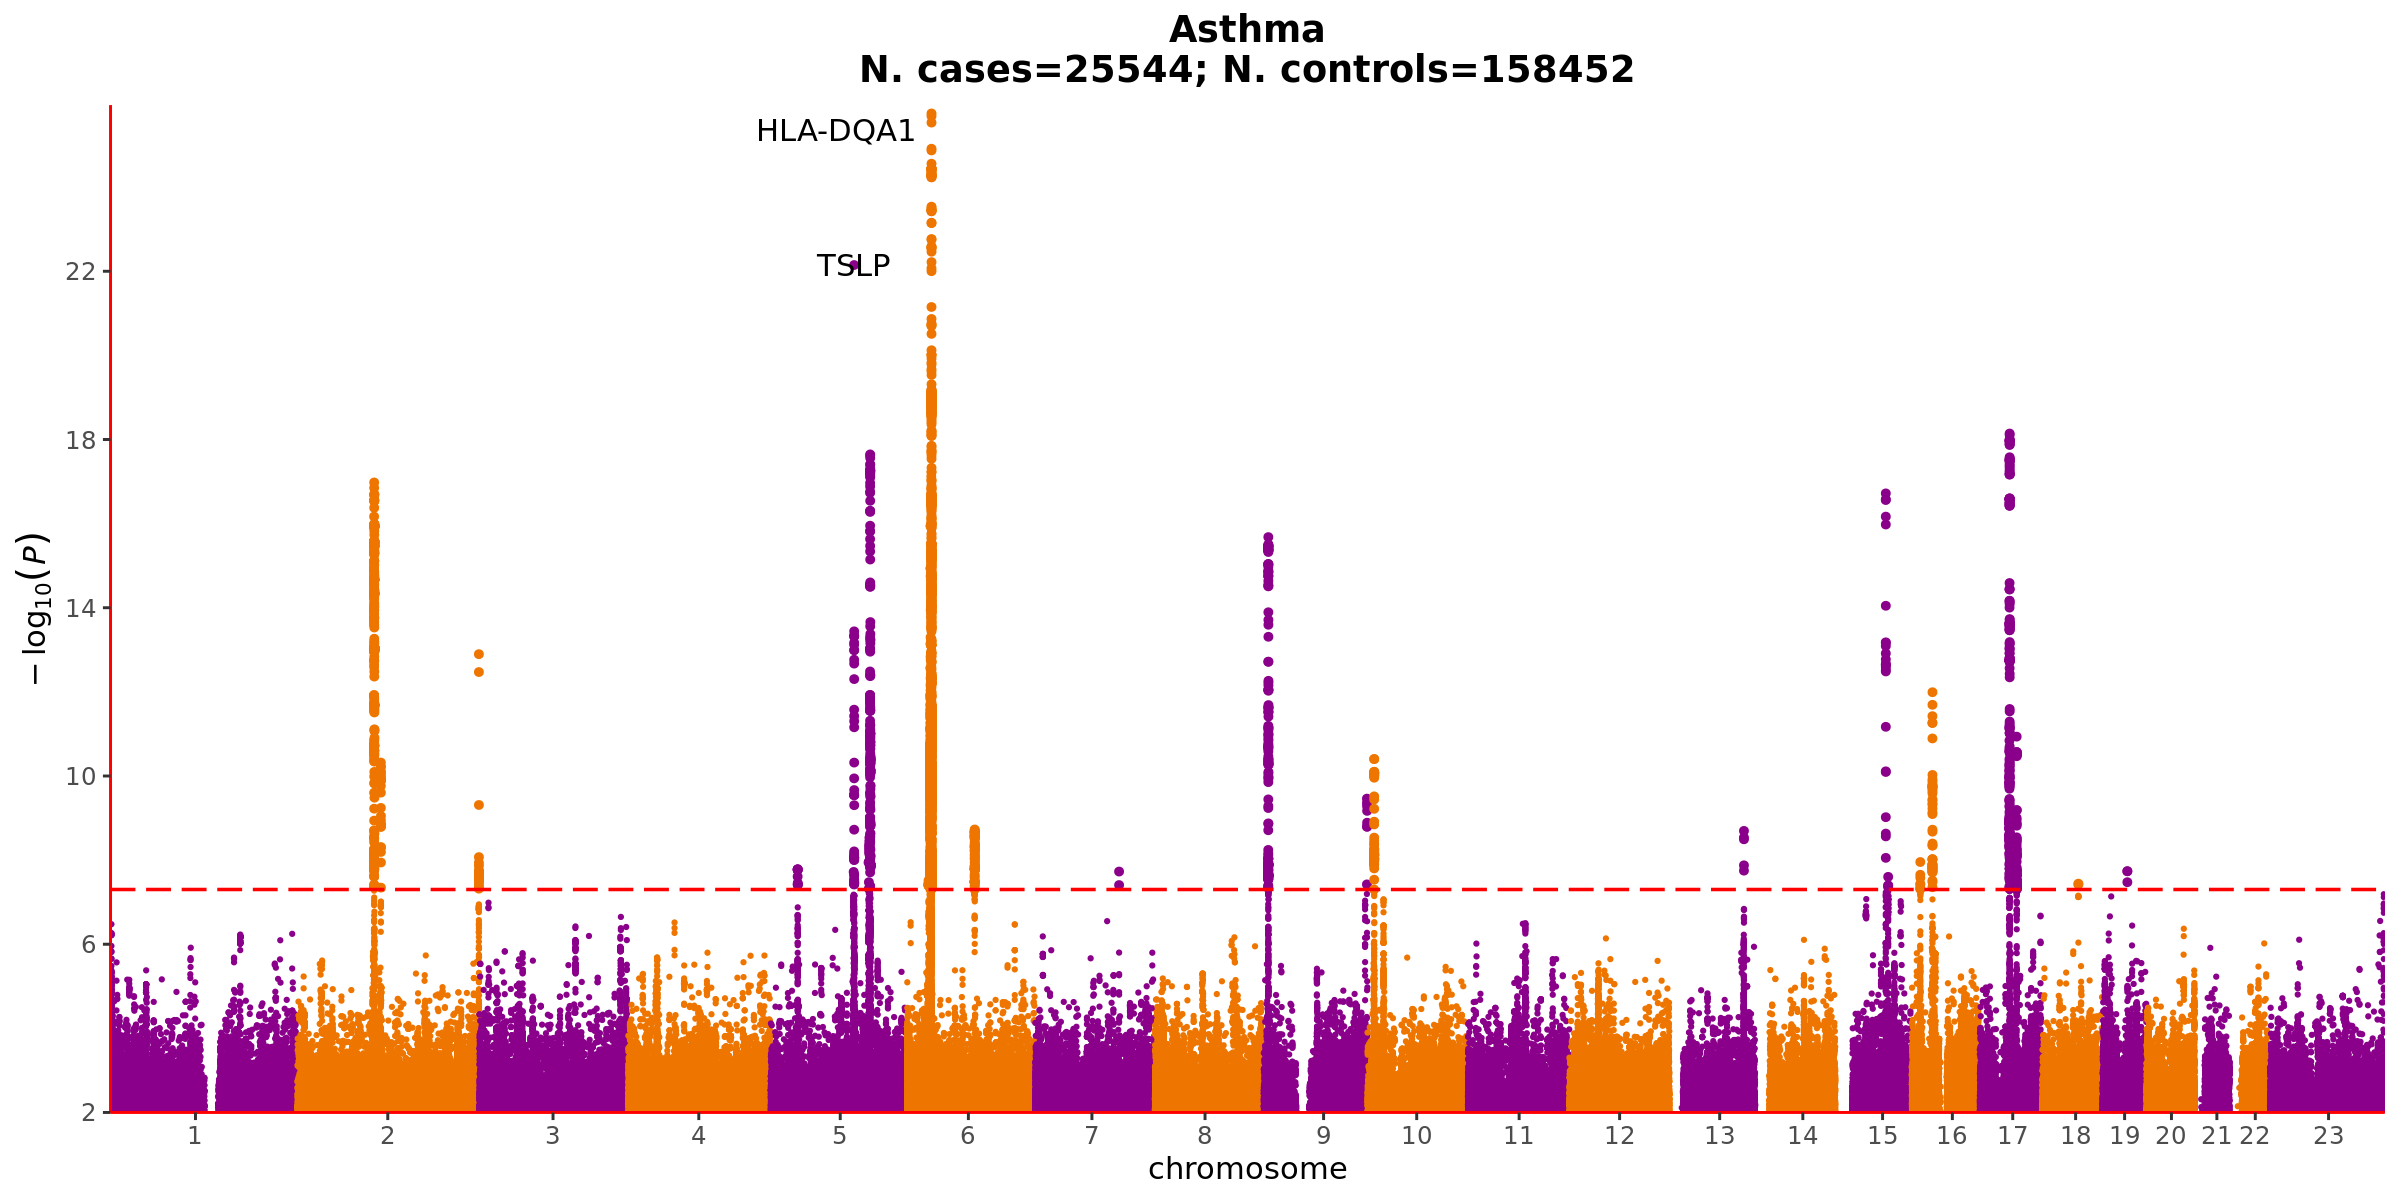 Asthma
N. cases=25544; N. controls=158452
HLA-DQA1
TSLP
22
18
14
10
6
2
−log10(P)
1 2 3 4 5 6 7 8 9 10 11 12 13 14 15 16 17 18 19 20 21 22 23
chromosome